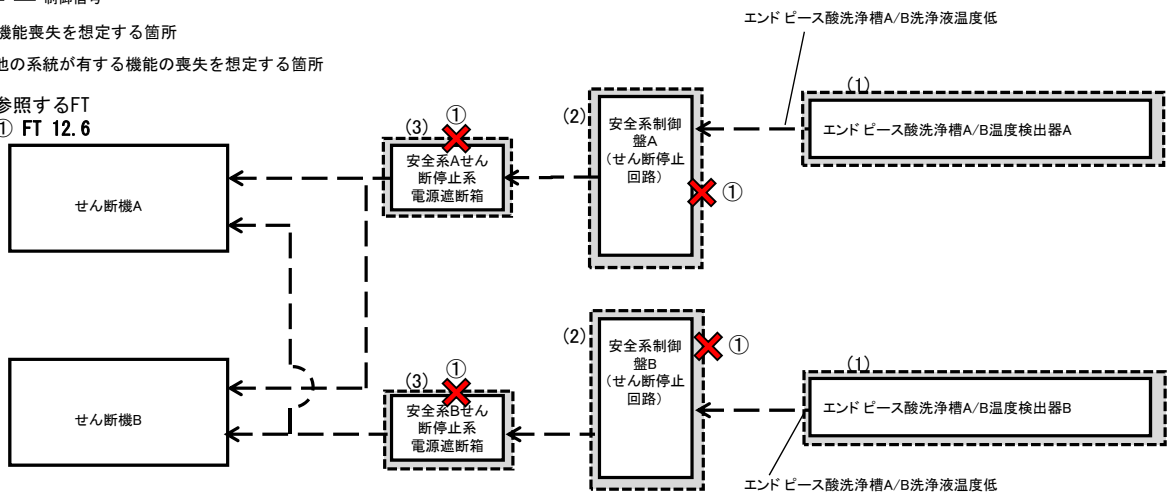 制御信号
機能喪失を想定する箇所
他の系統が有する機能の喪失を想定する箇所
参照するFT
① FT 12.6
エンドピース酸洗浄槽A/B洗浄液温度低
(1)
エンドピース酸洗浄槽A/B温度検出器A
(2)
安全系制御
盤A
(せん断停止
回路)
①
(3)
①
安全系Aせん
断停止系
電源遮断箱
せん断機A
(1)
エンドピース酸洗浄槽A/B温度検出器B
(2)
安全系制御
盤B
(せん断停止
回路)
①
(3)
①
安全系Bせん
断停止系
電源遮断箱
せん断機B
エンドピース酸洗浄槽A/B洗浄液温度低